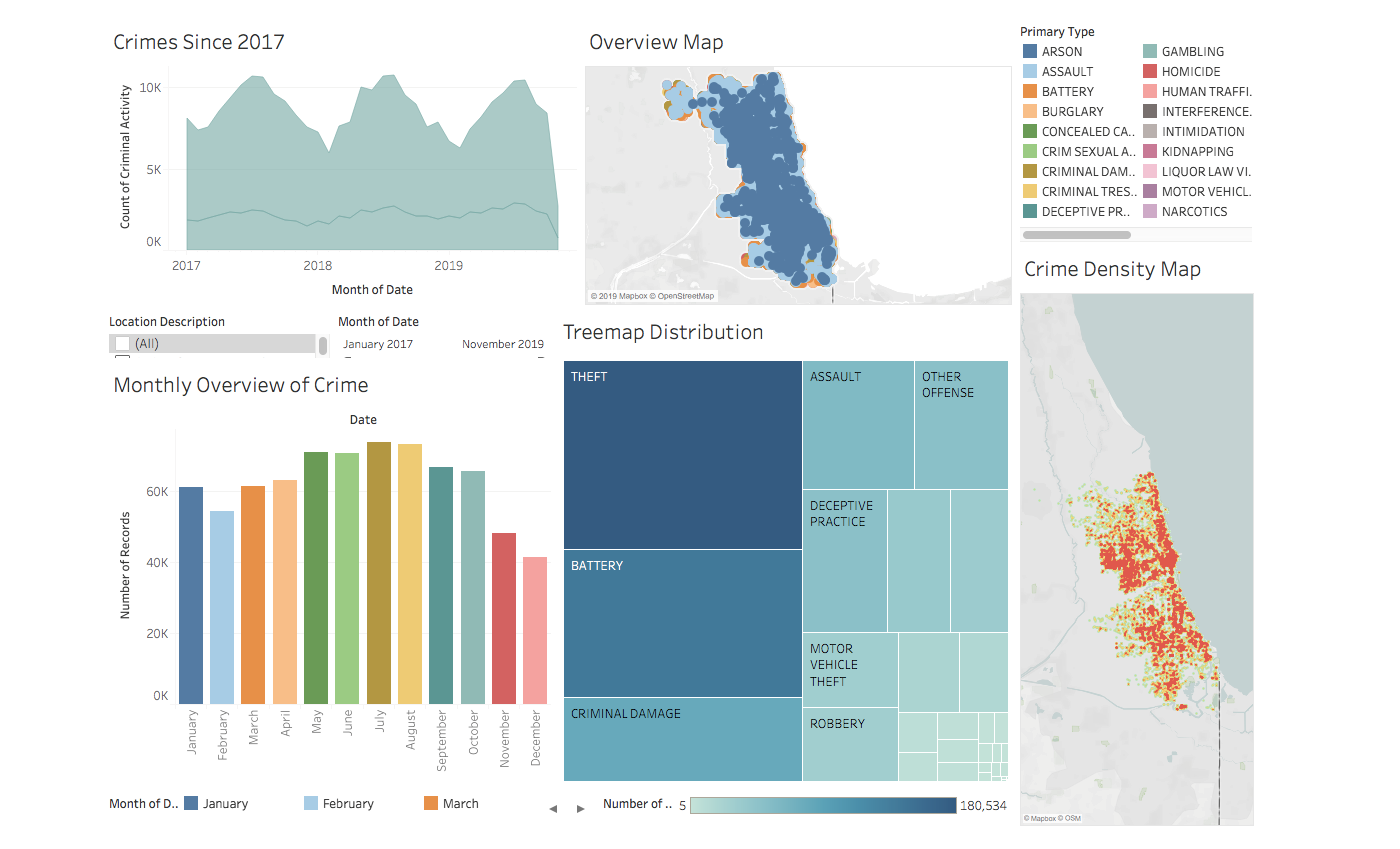 Crimes Since 2017
Count of Criminal Activity
10K
5K
0K
2017
2018
2019
Month of Date
Overview Map
© 2019 Mapbox © OpenStreetMap
Primary Type
ARSON
ASSAULT
BATTERY
BURGLARY
CONCEALED CA..
CRIM SEXUAL A..
CRIMINAL DAM..
CRIMINAL TRES..
DECEPTIVE PR..
GAMBLING
HOMICIDE
HUMAN TRAFFI.
INTERFERENCE.
INTIMIDATION
KIDNAPPING
LIQUOR LAW VI.
MOTOR VEHICL.
NARCOTICS
Location Description
(All)
Month of Date
January 2017
November 2019
Monthly Overview of Crime
Date
Number of Records
60K
40K
20K
0K
January
February
March
April
May
June
July
August
September
October
November
December
Month of D..
January
February
March
Treemap Distribution
THEFT
BATTERY
CRIMINAL DAMAGE
ASSAULT
OTHER
OFFENSE
DECEPTIVE
PRACTICE
MOTOR
VEHICLE
THEFT
ROBBERY
Number of ..
5
180,534
Crime Density Map
© Mapbox © OSM